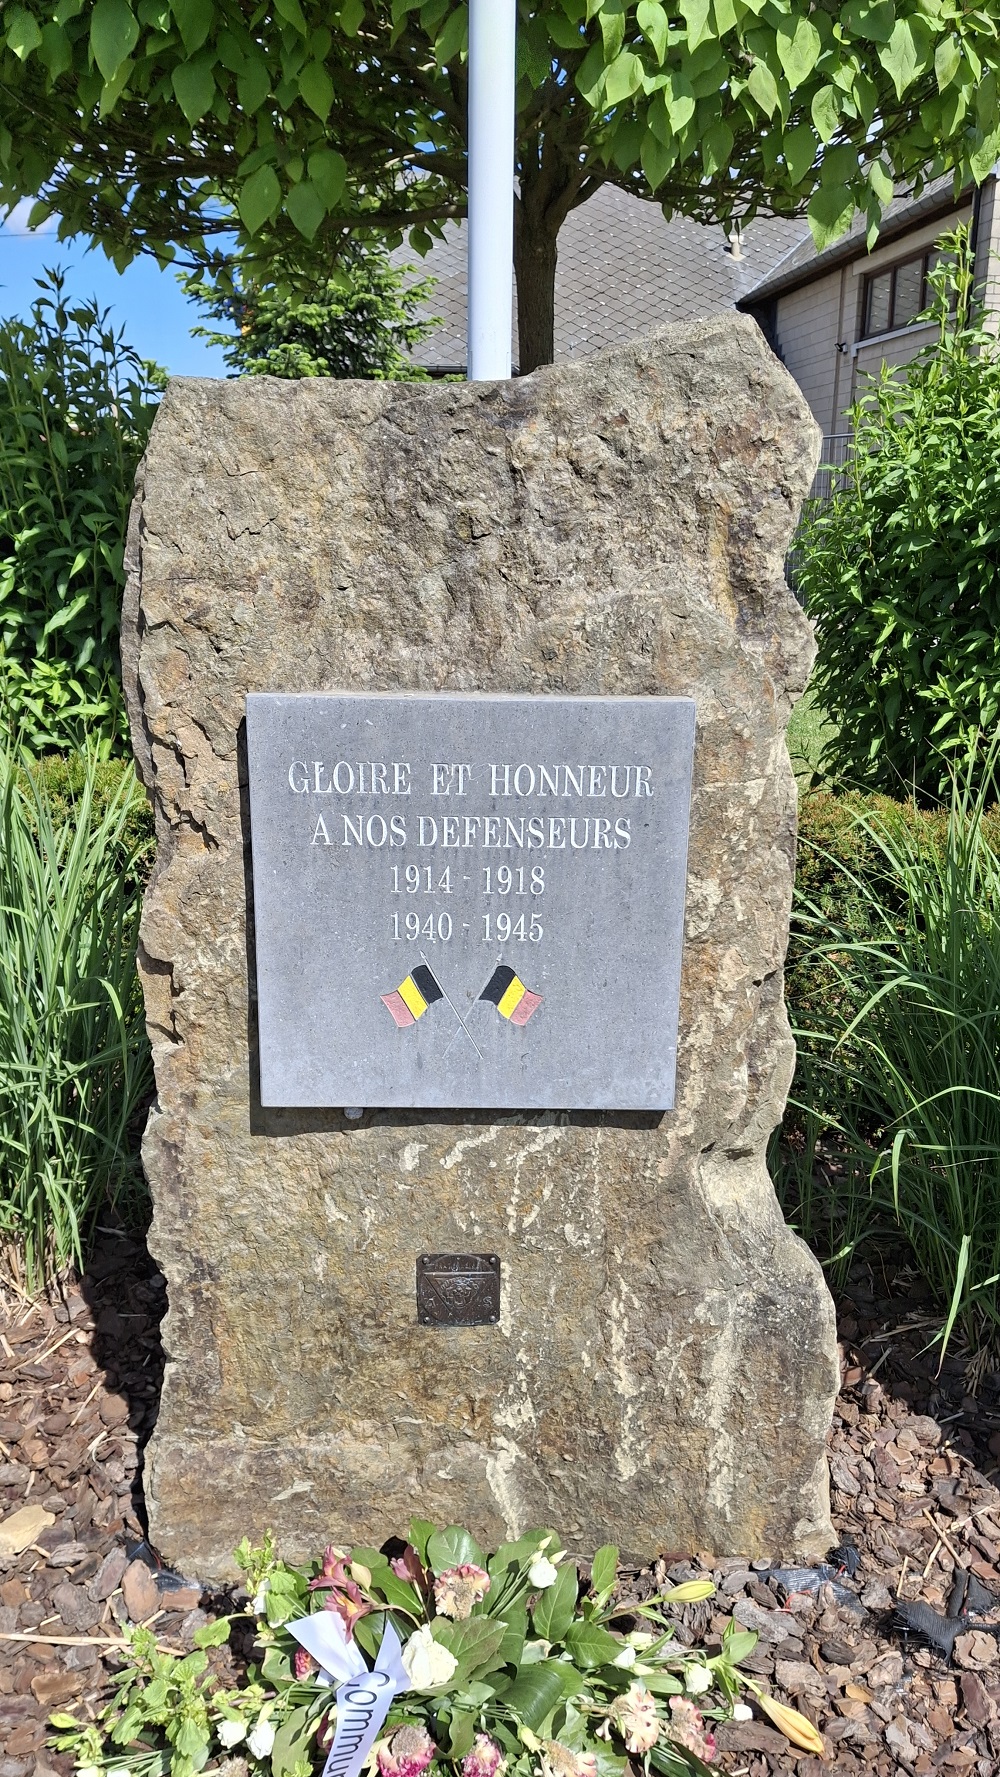 GLOIRE ET HONNEUR
A NOS DEFENSEURS
1914 - 1918
1940 - 1945